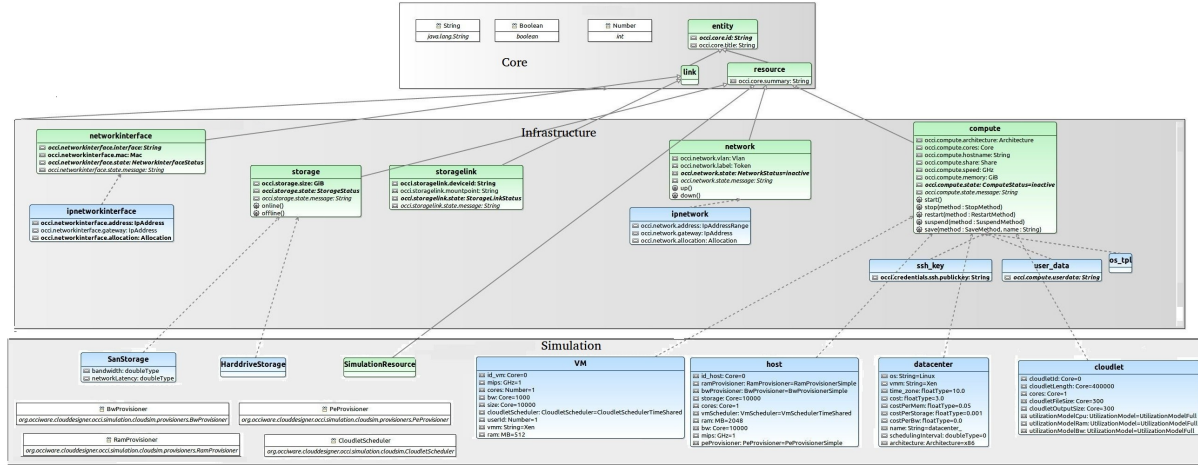 String
java.lang.String
Boolean
boolean
Number
int
entity
occi.core.id: String
occi.core.title: String
Core
link
resource
occi.core.summary: String
Infrastructure
networkinterface
occi.networkinterface.interface: String
occi.networkinterface.mac: Mac
occi.networkinterface.state: NetworkInterfaceStatus
occi.networkinterface.state.message: String
ipnetworkinterface
occi.networkinterface.address: IpAddress
occi.networkinterface.gateway: IpAddress
occi.networkinterface.allocation: Allocation
storage
occi.storage.size: GiB
occi.storage.state: StorageStatus
occi.storage.state.message: String
online()
offline()
storagelink
occi.storagelink.deviceid: String
occi.storagelink.mountpoint: String
occi.storagelink.state: StorageLinkStatus
occi.storagelink.state.message: String
network
occi.network.vlan: Vlan
occi.network.label: Token
occi.network.state: NetworkStatus=inactive
occi.network.state.message: String
up()
down()
ipnetwork
occi.network.address: IpAddressRange
occi.network.gateway: IpAddress
occi.network.allocation: Allocation
compute
occi.compute.architecture: Architecture
occi.compute.cores: Core
occi.compute.hostname: String
occi.compute.share: Share
occi.compute.speed: GHz
occi.compute.memory: GiB
occi.compute.state: ComputeStatus=inactive
occi.compute.state.message: String
start()
stop(method : StopMethod)
restart(method : RestartMethod)
suspend(method : SuspendMethod)
save(method : SaveMethod, name : String)
ssh_key
occi.credentials.ssh.publickey: String
user_data
occi.compute.userdata: String
os_tpl
Simulation
SanStorage
bandwidth: doubleType
networkLatency: doubleType
HarddriveStorage
SimulationResource
BwProvisioner
org.occiware.clouddesigner.occi.simulation.cloudsim.provisioners.BwProvisioner
PeProvisioner
org.occiware.clouddesigner.occi.simulation.cloudsim.provisioners.PeProvisioner
RamProvisioner
org.occiware.clouddesigner.occi.simulation.cloudsim.provisioners.RamProvisioner
CloudletScheduler
org.occiware.clouddesigner.occi.simulation.cloudsim.CloudletScheduler
VM
id_vm: Core=0
mips: GHz=1
cores: Number=1
bw: Core=1000
size: Core=10000
cloudletScheduler: CloudletScheduler=CloudletSchedulerTimeShared
userId: Number=1
vmm: String=Xen
ram: MB=512
host
id_host: Core=0
ramProvisioner: RamProvisioner=RamProvisionerSimple
bwProvisioner: BwProvisioner=BwProvisionerSimple
storage: Core=10000
cores: Core=1
vmScheduler: VmScheduler=VmSchedulerTimeShared
ram: MB=2048
bw: Core=10000
mips: GHz=1
peProvisioner: PeProvisioner=PeProvisionerSimple
datacenter
os: String=Linux
vmm: String=Xen
time_zone: floatType=10.0
cost: floatType=3.0
costPerMem: floatType=0.05
costPerStorage: floatType=0.001
costPerBw: floatType=0.0
name: String=datacenter_
schedulingInterval: doubleType=0
architecture: Architecture=x86
cloudlet
cloudletId: Core=0
cloudletLength: Core=400000
cores: Core=1
cloudletFileSize: Core=300
cloudletOutputSize: Core=300
utilizationModelCpu: UtilizationModel=UtilizationModelFull
utilizationModelRam: UtilizationModel=UtilizationModelFull
utilizationModelBw: UtilizationModel=UtilizationModelFull